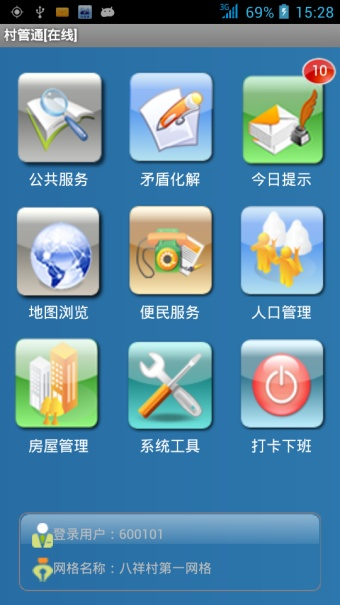 3G 69% 15:28
村管通[在线]
10
公共服务 矛盾化解 今日提示
地图浏览 便民服务 人口管理
房屋管理 系统工具 打卡下班
登录用户：600101
网格名称：八祥村第一网格